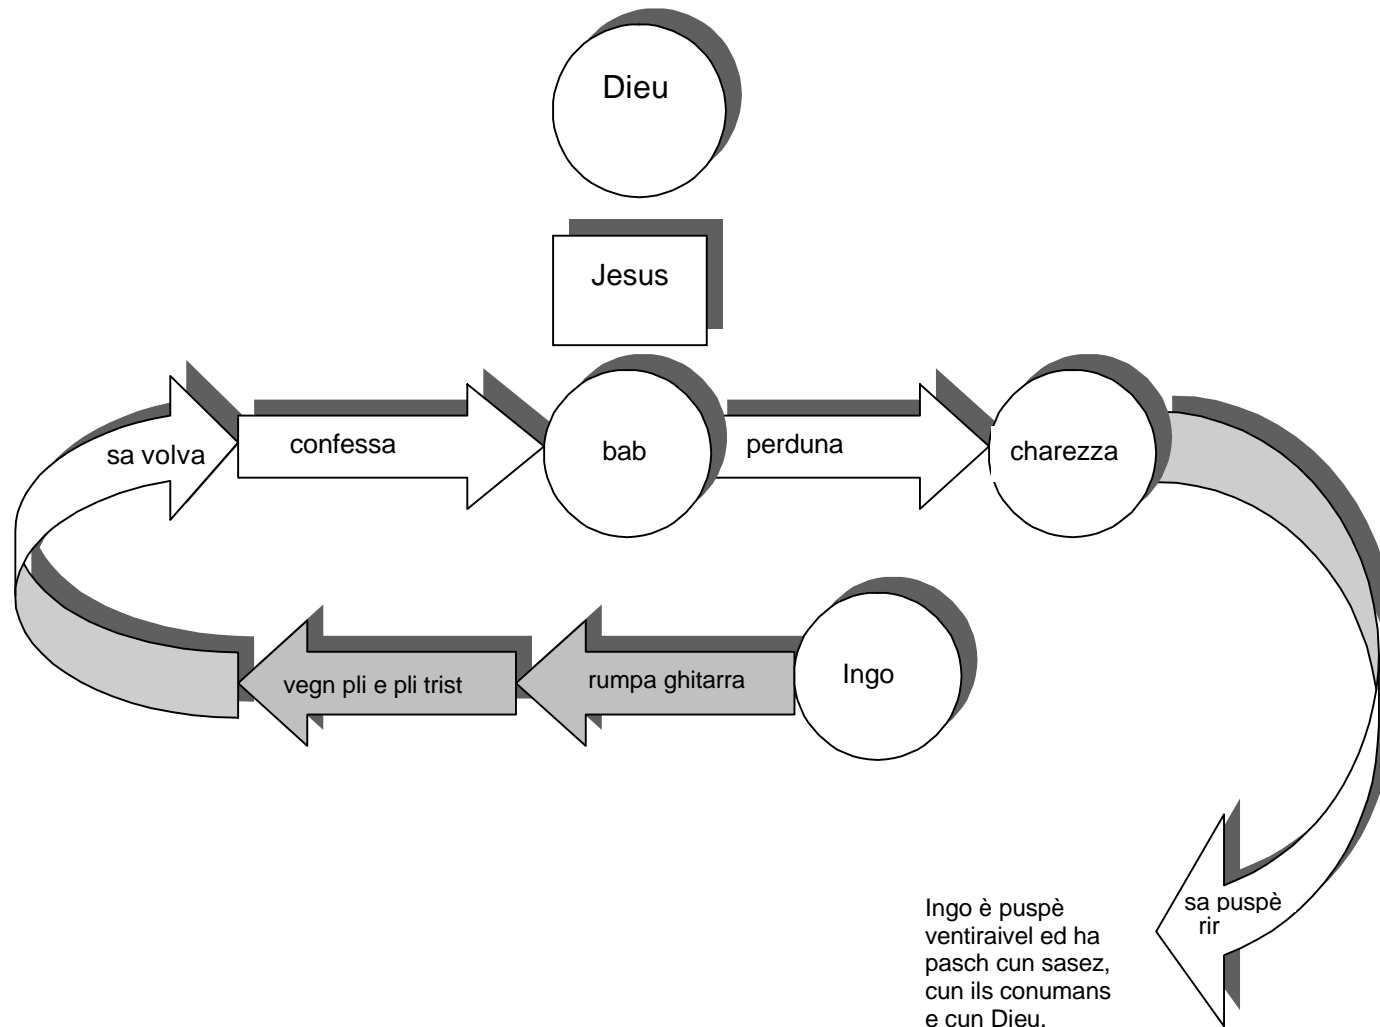 Dieu
Jesus
sa volva
confessa
bab
perduna
charezza
vegn pli e pli trist
rumpa ghitarra
Ingo
sa puspè
rir
Ingo è puspè
ventiraivel ed ha
pasch cun sasez,
cun ils conumans
e cun Dieu.